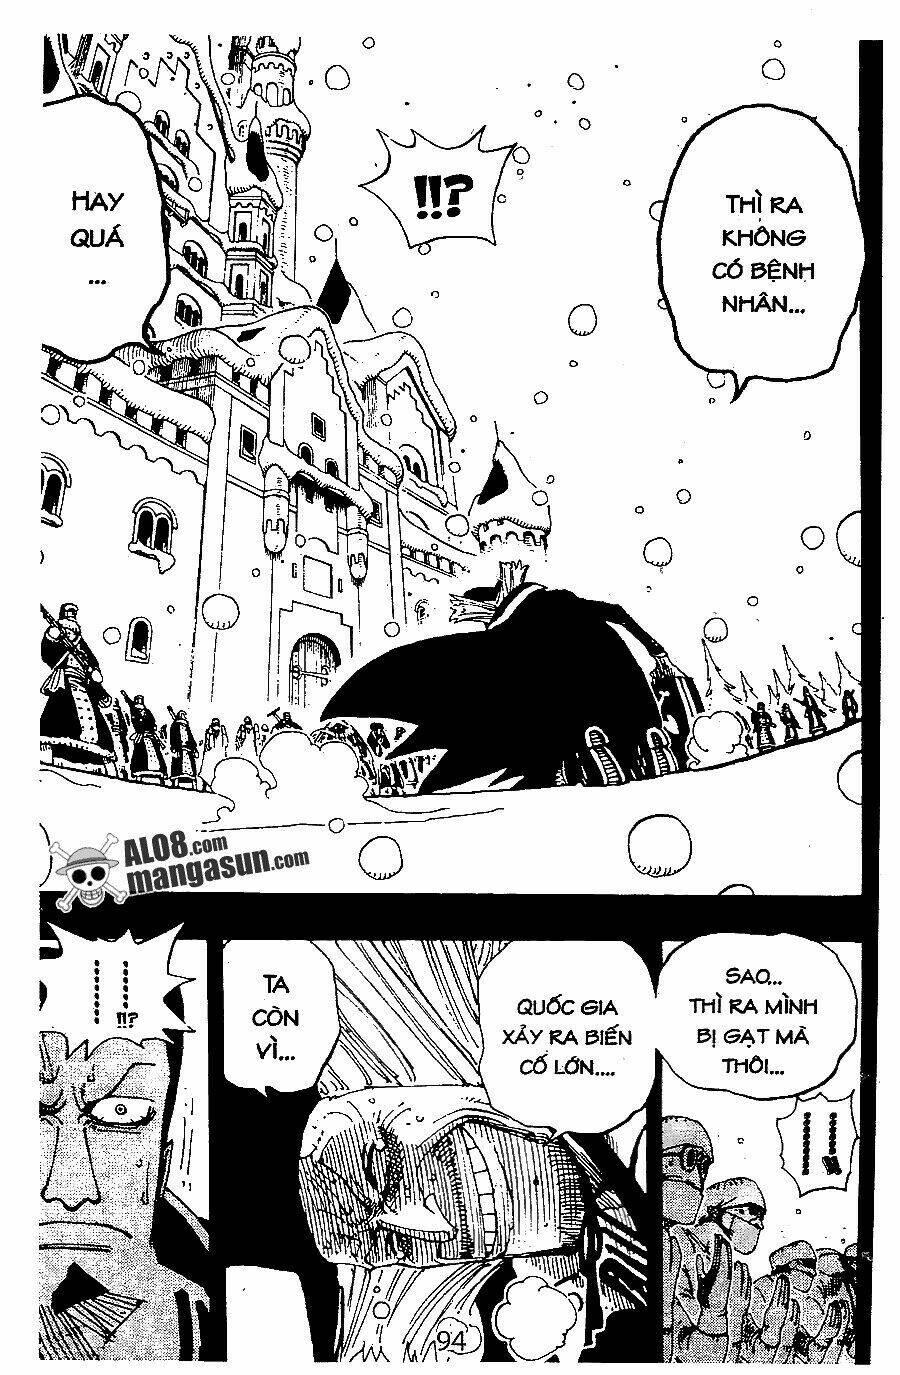 THÌ RA
KHÔNG
CÓ BỆNH
NHÂN...
!!?
HAY
QUÁ
...
ALO8.com
mangasun.com
SAO...
THÌ RA MÌNH
BỊ GẠT MÀ
THÔI...
QUỐC GIA
XẢY RA BIẾN
CỐ LỚN....
TA
CÒN
VÌ...
!!?
94